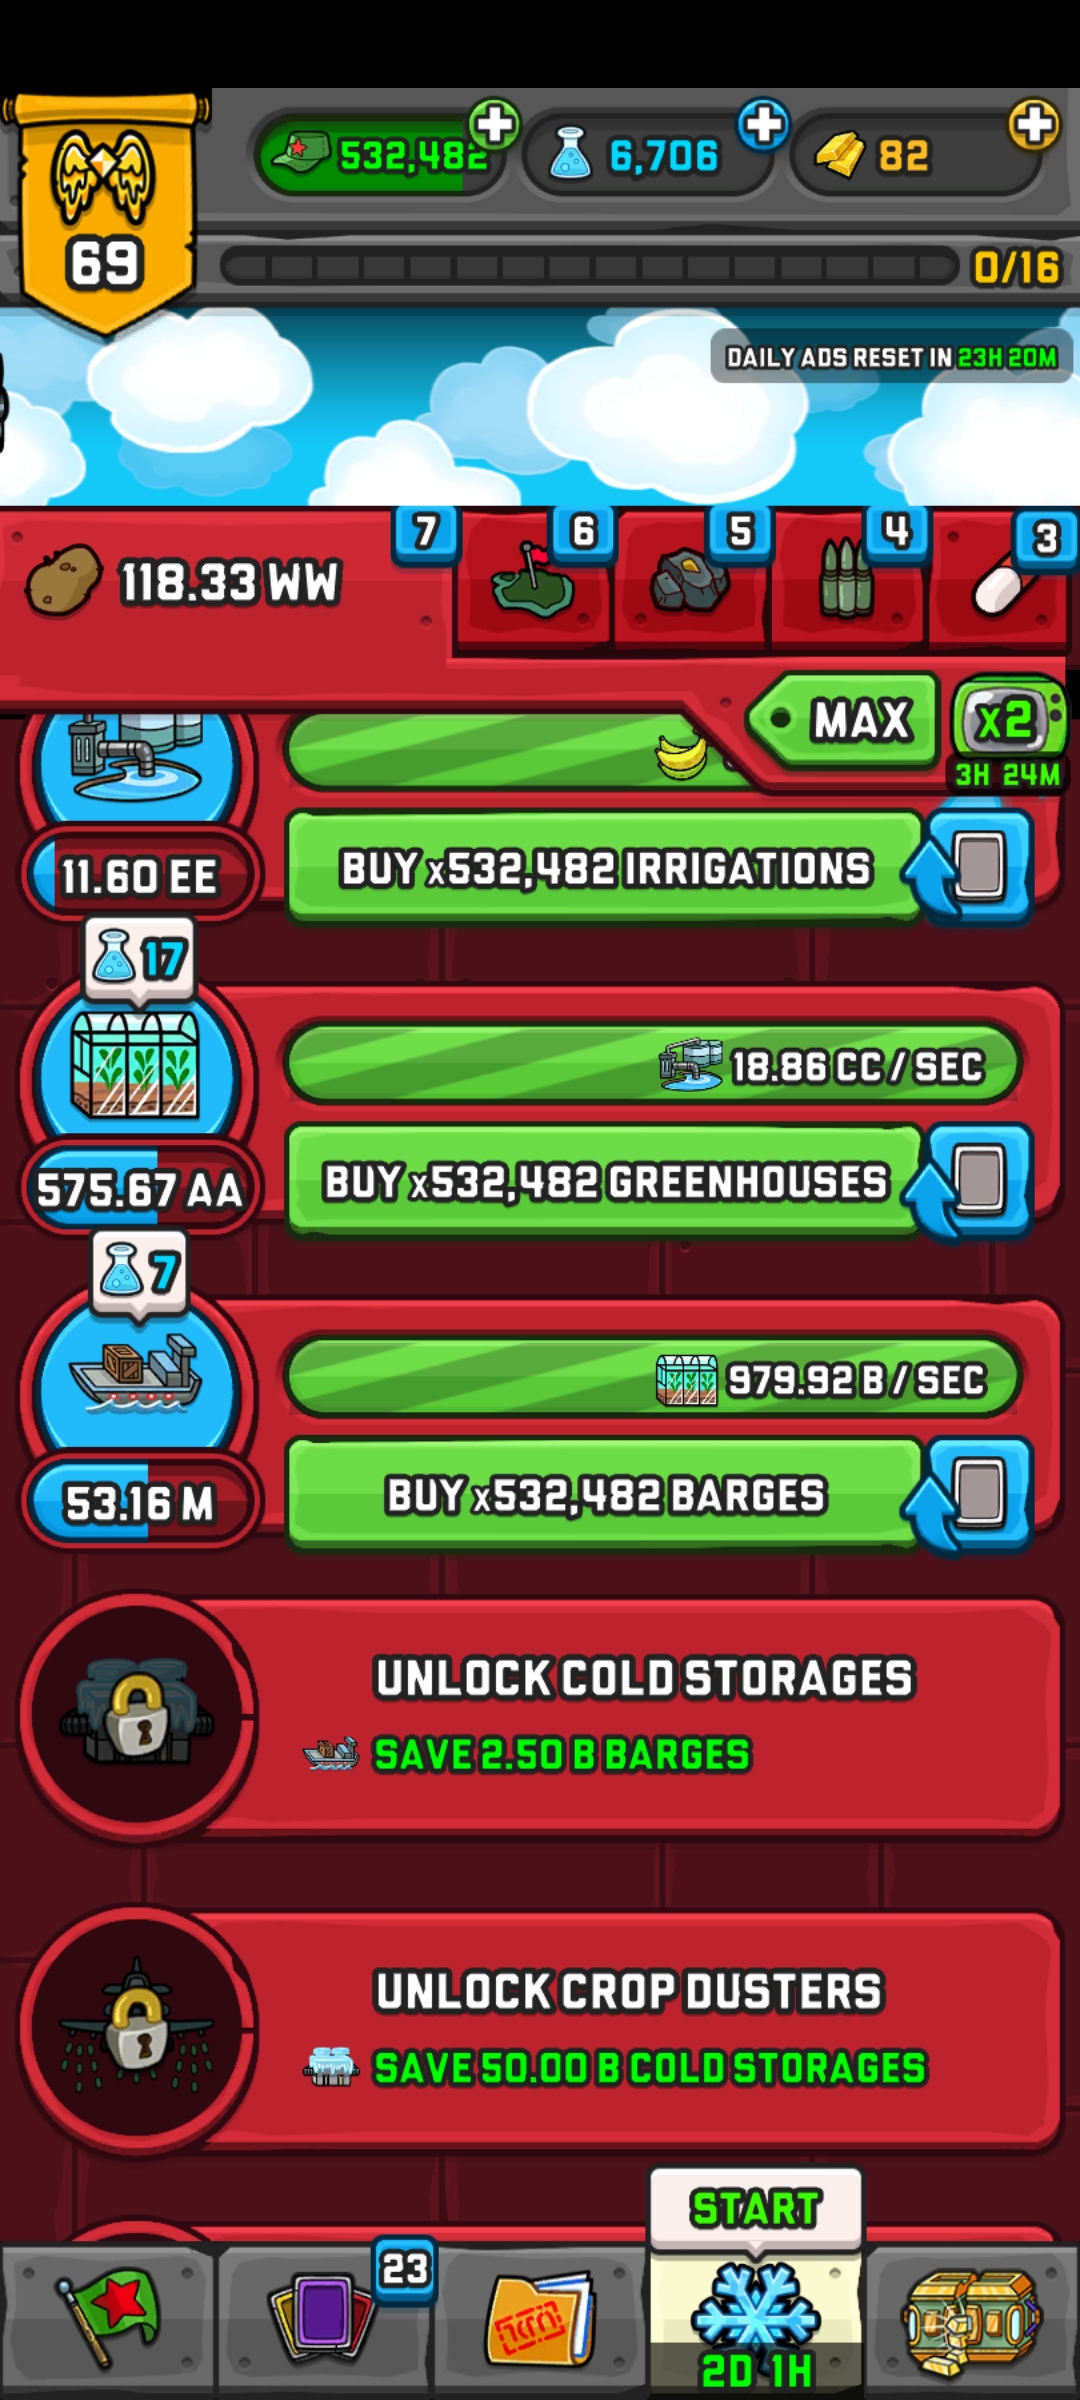 532,482
6,706
82
69
0/16
DAILY ADS RESET IN 23H 20M
118.33 WW
7
6
5
4
3
MAX
x2
3H 24M
11.60 EE
BUY x532,482 IRRIGATIONS
17
18.86 CC / SEC
575.67 AA
BUY x532,482 GREENHOUSES
7
979.92 B / SEC
53.16 M
BUY x532,482 BARGES
UNLOCK COLD STORAGES
SAVE 2.50 B BARGES
UNLOCK CROP DUSTERS
SAVE 50.00 B COLD STORAGES
START
23
2D 1H